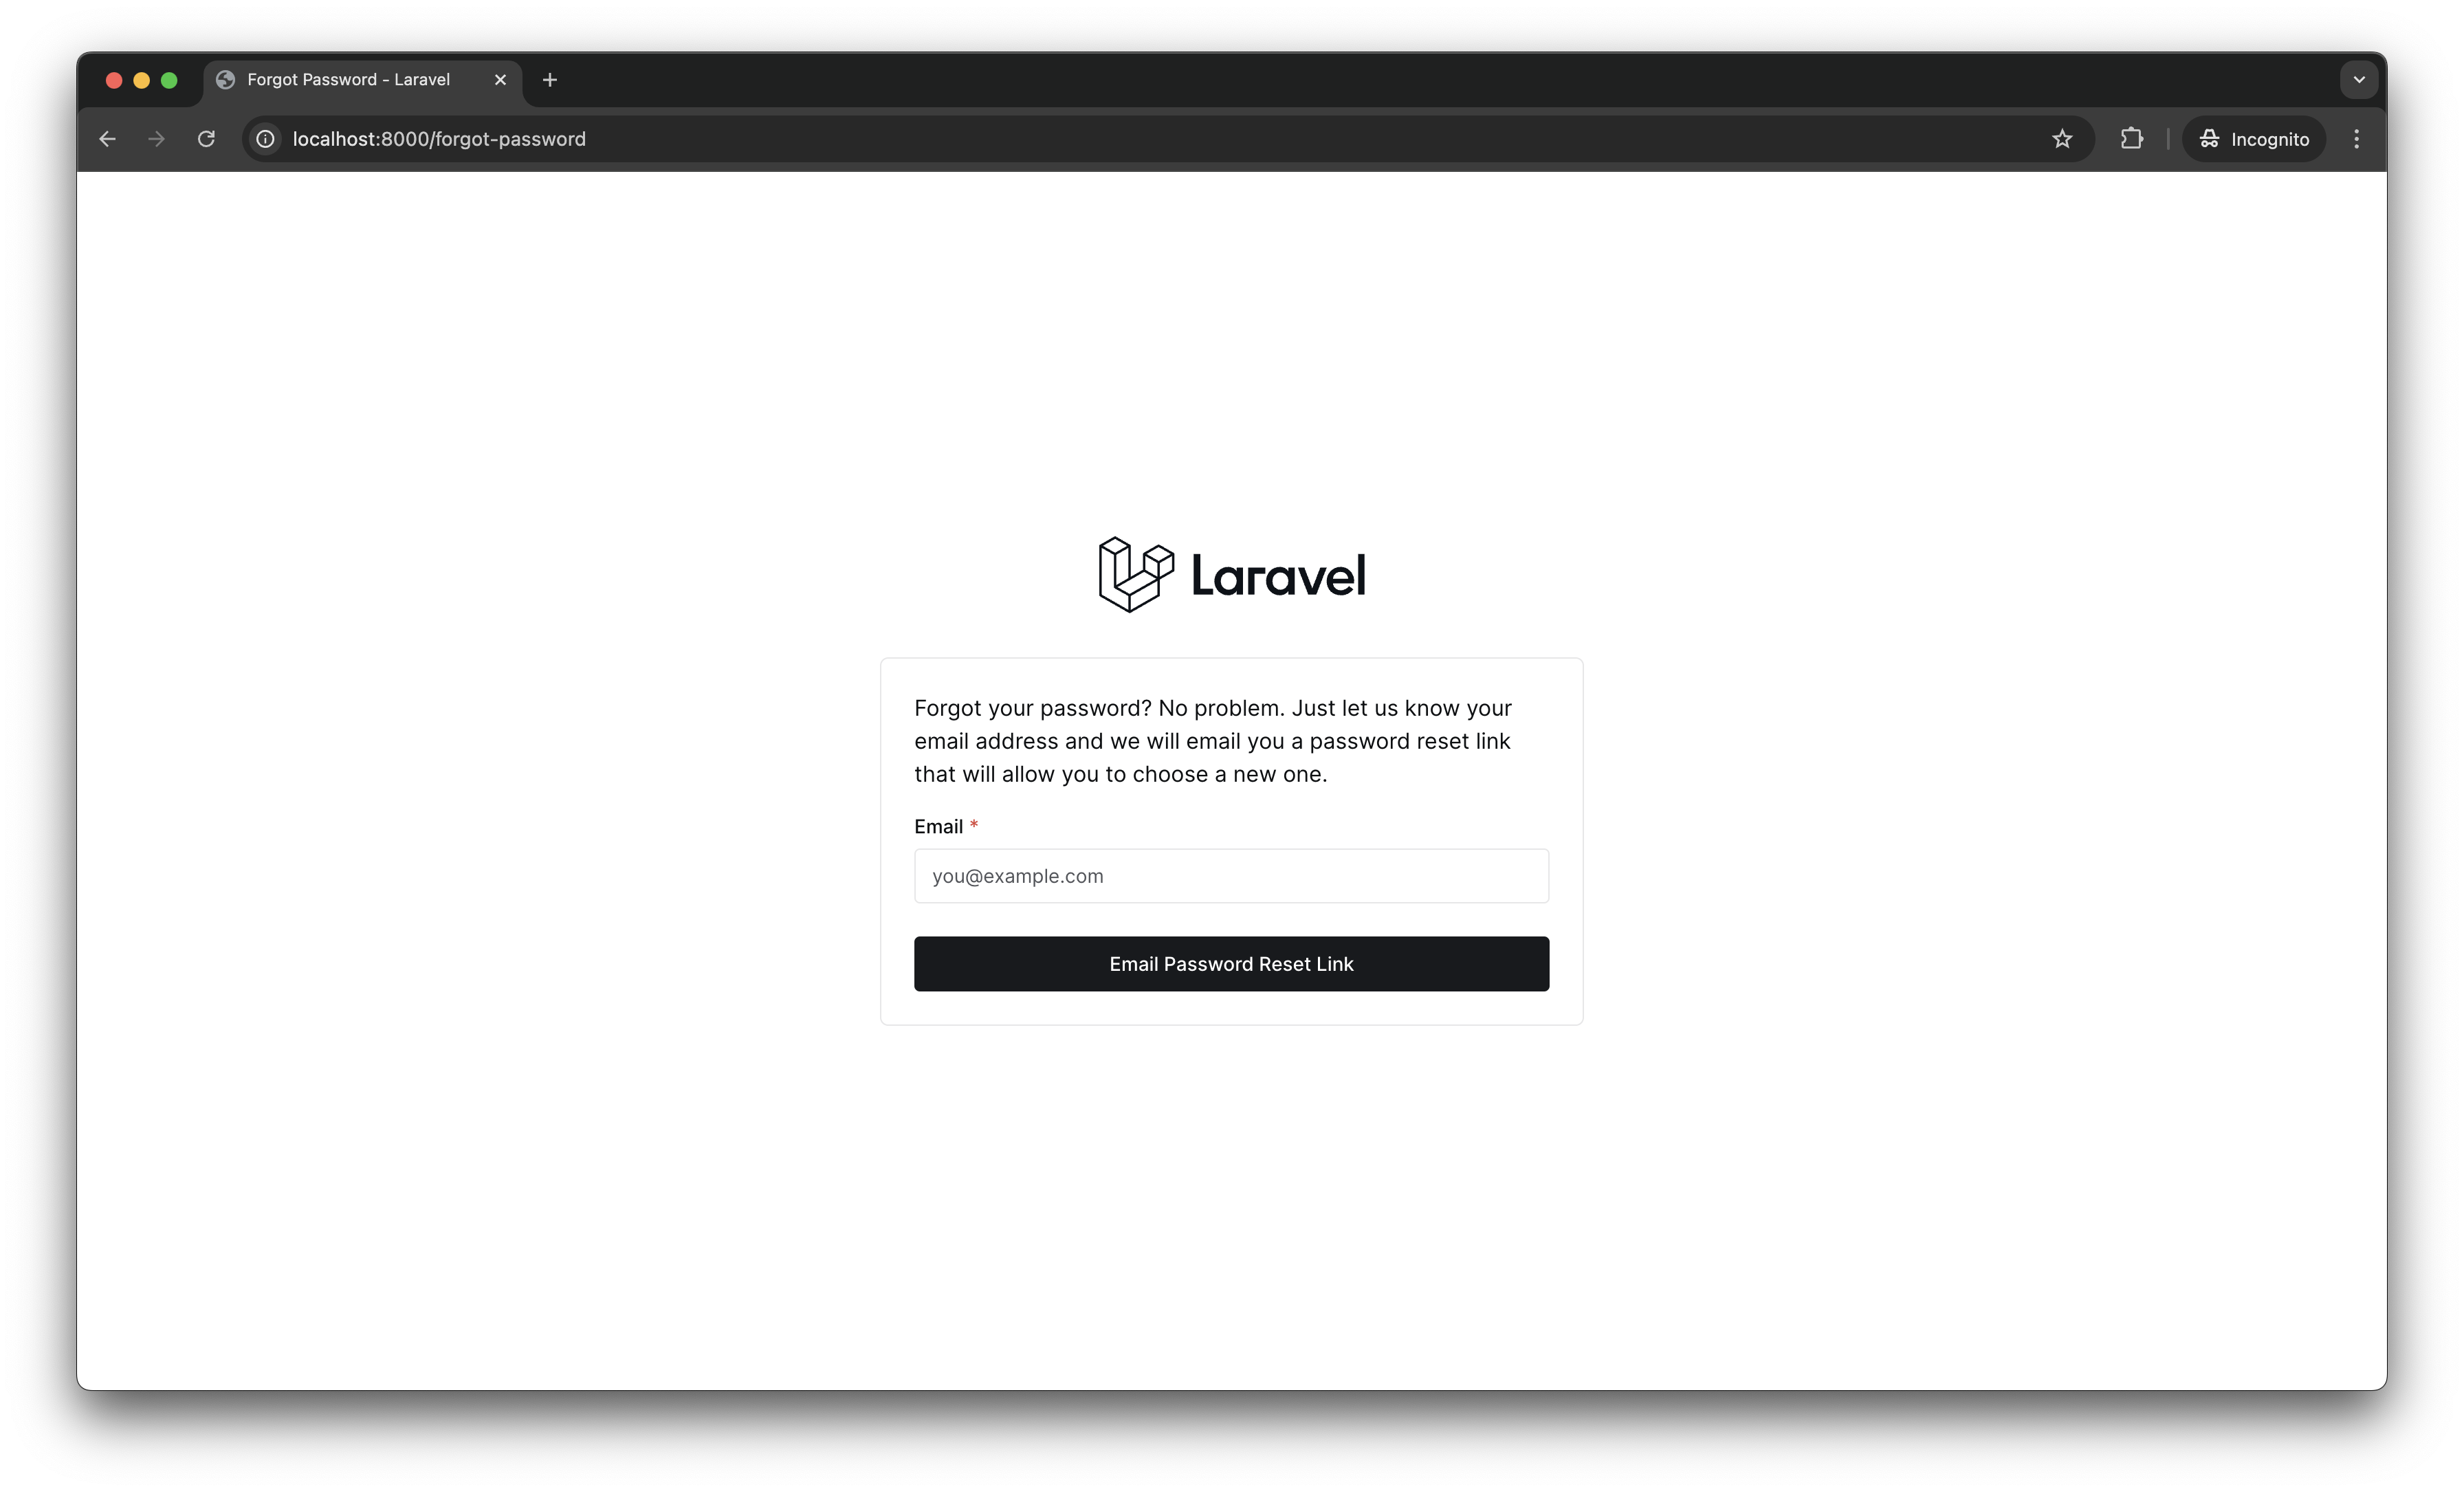 Forgot Password - Laravel
localhost:8000/forgot-password
Incognito
Laravel
Forgot your password? No problem. Just let us know your
email address and we will email you a password reset link
that will allow you to choose a new one.
Email *
you@example.com
Email Password Reset Link